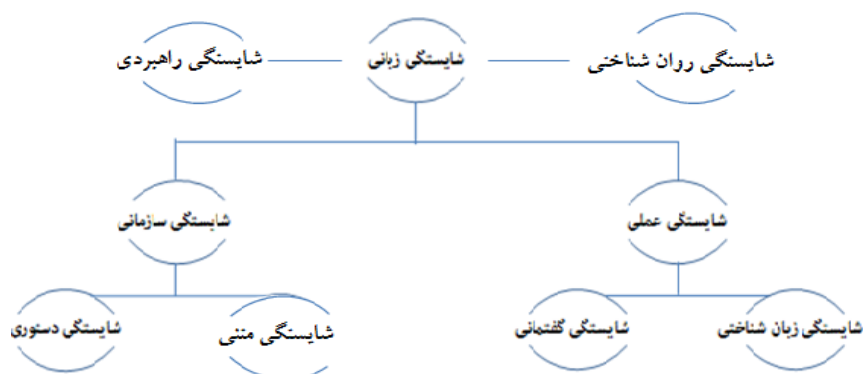 شایستگی روان شناختی
شایستگی زبانی
شایستگی راهبردی
شایستگی عملی
شایستگی سازمانی
شایستگی زبان شناختی
شایستگی گفتمانی
شایستگی متنی
شایستگی دستوری